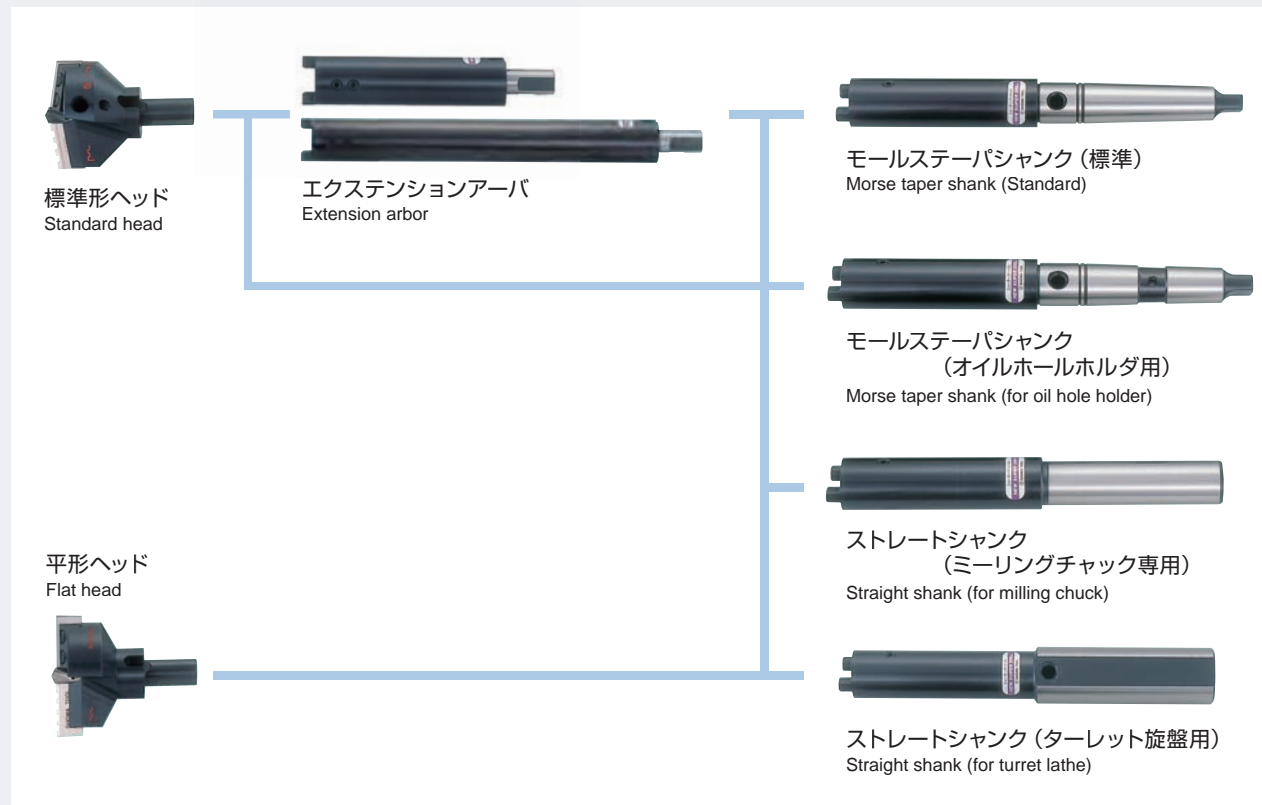 標準形ヘッド
Standard head
エクステンションアーバ
Extension arbor
モールステーパシャンク（標準）
Morse taper shank (Standard)
モールステーパシャンク
（オイルホールホルダ用）
Morse taper shank (for oil hole holder)
ストレートシャンク
（ミーリングチャック専用）
Straight shank (for milling chuck)
平形ヘッド
Flat head
ストレートシャンク（ターレット旋盤用）
Straight shank (for turret lathe)